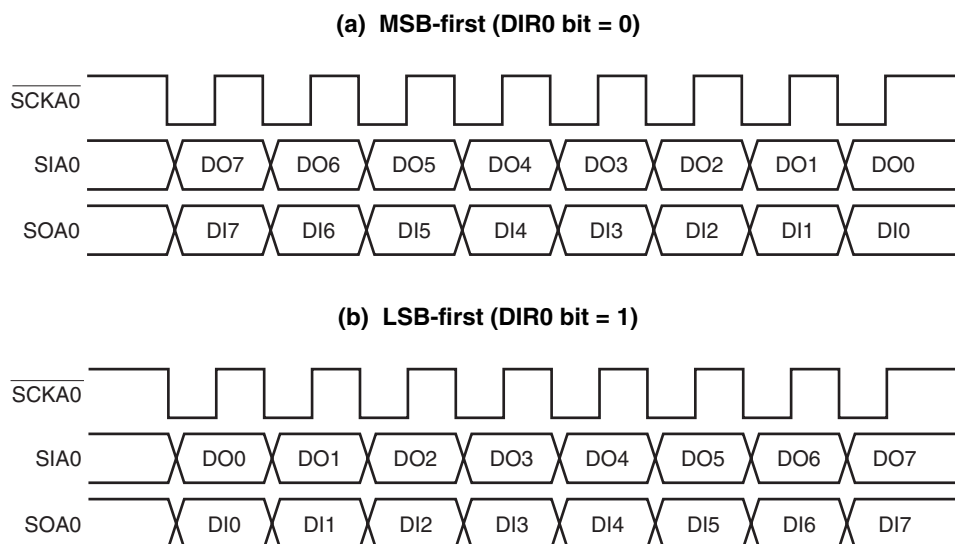 (a) MSB-first (DIR0 bit = 0)
SCKA0
SIA0 DO7 DO6 DO5 DO4 DO3 DO2 DO1 DO0
SOA0 DI7 DI6 DI5 DI4 DI3 DI2 DI1 DI0
(b) LSB-first (DIR0 bit = 1)
SCKA0
SIA0 DO0 DO1 DO2 DO3 DO4 DO5 DO6 DO7
SOA0 DI0 DI1 DI2 DI3 DI4 DI5 DI6 DI7